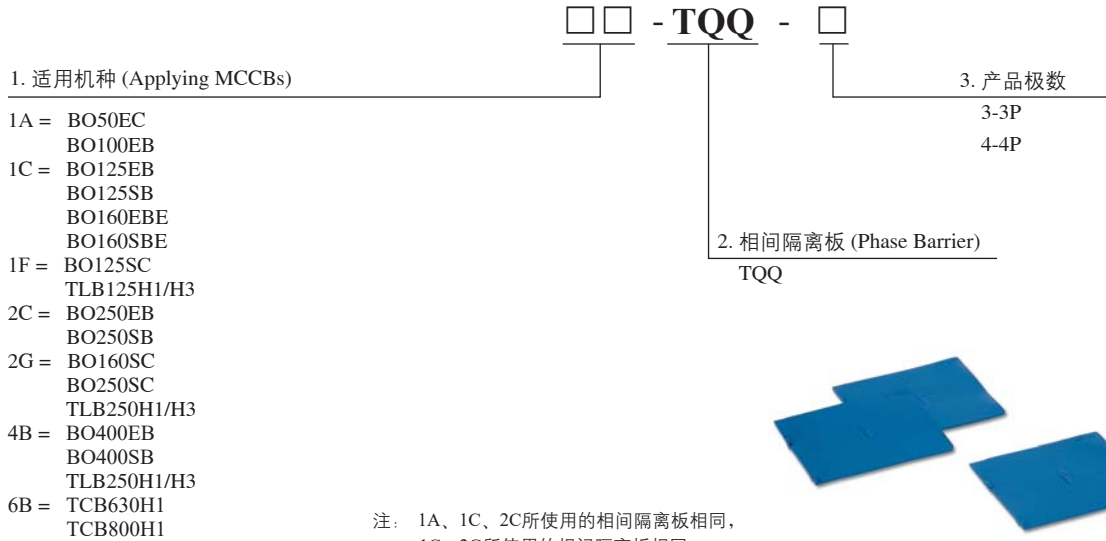 □□ - TQQ - □
1. 适用机种 (Applying MCCBs)
1A = BO50EC
BO100EB
1C = BO125EB
BO125SB
BO160EBE
BO160SBE
1F = BO125SC
TLB125H1/H3
2C = BO250EB
BO250SB
2G = BO160SC
BO250SC
TLB250H1/H3
4B = BO400EB
BO400SB
TLB250H1/H3
6B = TCB630H1
TCB800H1
3. 产品极数
3-3P
4-4P
2. 相间隔离板 (Phase Barrier)
TQQ
注: 1A、1C、2C所使用的相间隔离板相同，